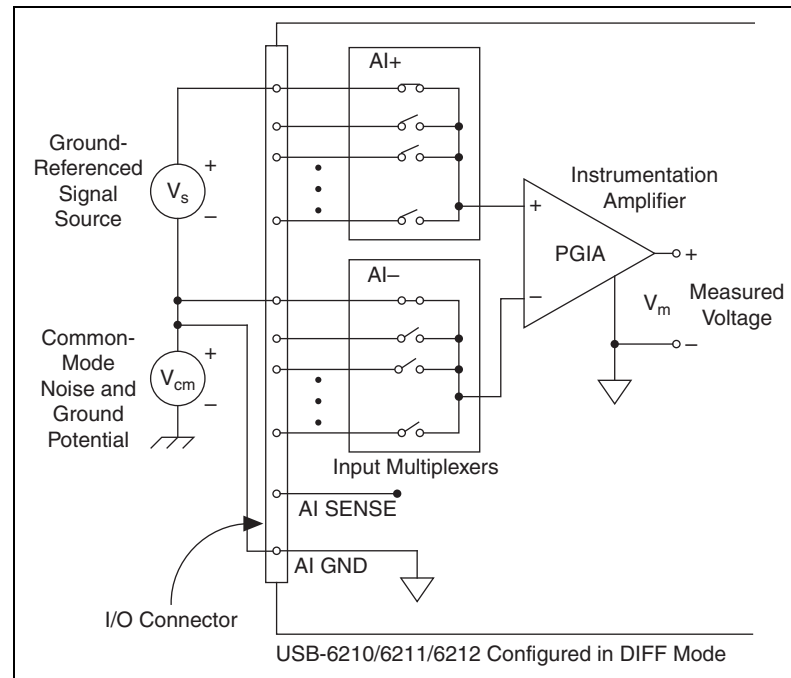 AI+
Ground-
Referenced
Signal
Source
+
Vs
–
Instrumentation
Amplifier
+
PGIA
–
+
Vm
Measured
Voltage
–
AI–
Common-
Mode
Noise and
Ground
Potential
+
Vcm
–
Input Multiplexers
AI SENSE
AI GND
I/O Connector
USB-6210/6211/6212 Configured in DIFF Mode